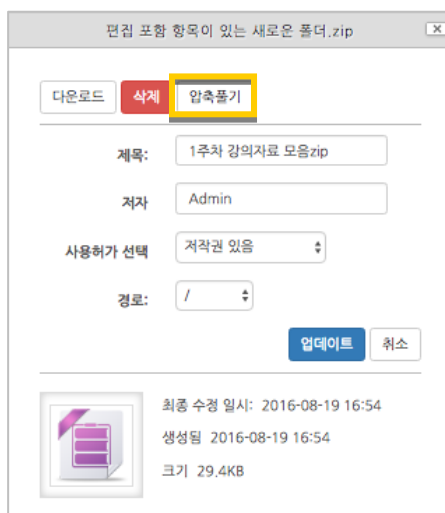 편집 포함 항목이 있는 새로운 폴더.zip
다운로드 삭제 압축풀기
제목: 1주차 강의자료 모음zip
저자 Admin
사용허가 선택 저작권 있음
경로: /
업데이트 취소
최종 수정 일시: 2016-08-19 16:54
생성됨 2016-08-19 16:54
크기 29.4KB